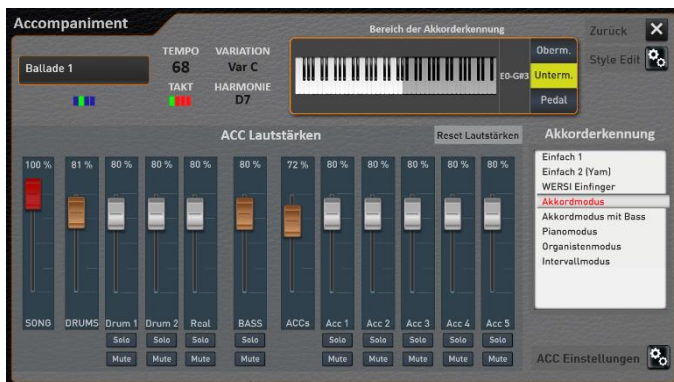 Accompaniment
Bereich der Akkorderkennung
Zurück
Ballade 1
TEMPO VARIATION
68 Var C
TAKT HARMONIE
D7
E0-G#3
Oberm.
Unterm.
Pedal
Style Edit
ACC Lautstärken
Reset Lautstärken
Akkorderkennung
100 % 81 % 80 % 80 % 80 % 80 % 72 % 80 % 80 % 80 % 80 % 80 %
Einfach 1
Einfach 2 (Yam)
WERSI Einfinger
Akkordmodus
Akkordmodus mit Bass
Pianomodus
Organistenmodus
Intervallmodus
SONG DRUMS Drum 1 Drum 2 Real BASS ACCs Acc 1 Acc 2 Acc 3 Acc 4 Acc 5
Solo Solo Solo Solo Solo Solo Solo Solo Solo
Mute Mute Mute Mute Mute Mute Mute Mute Mute
ACC Einstellungen